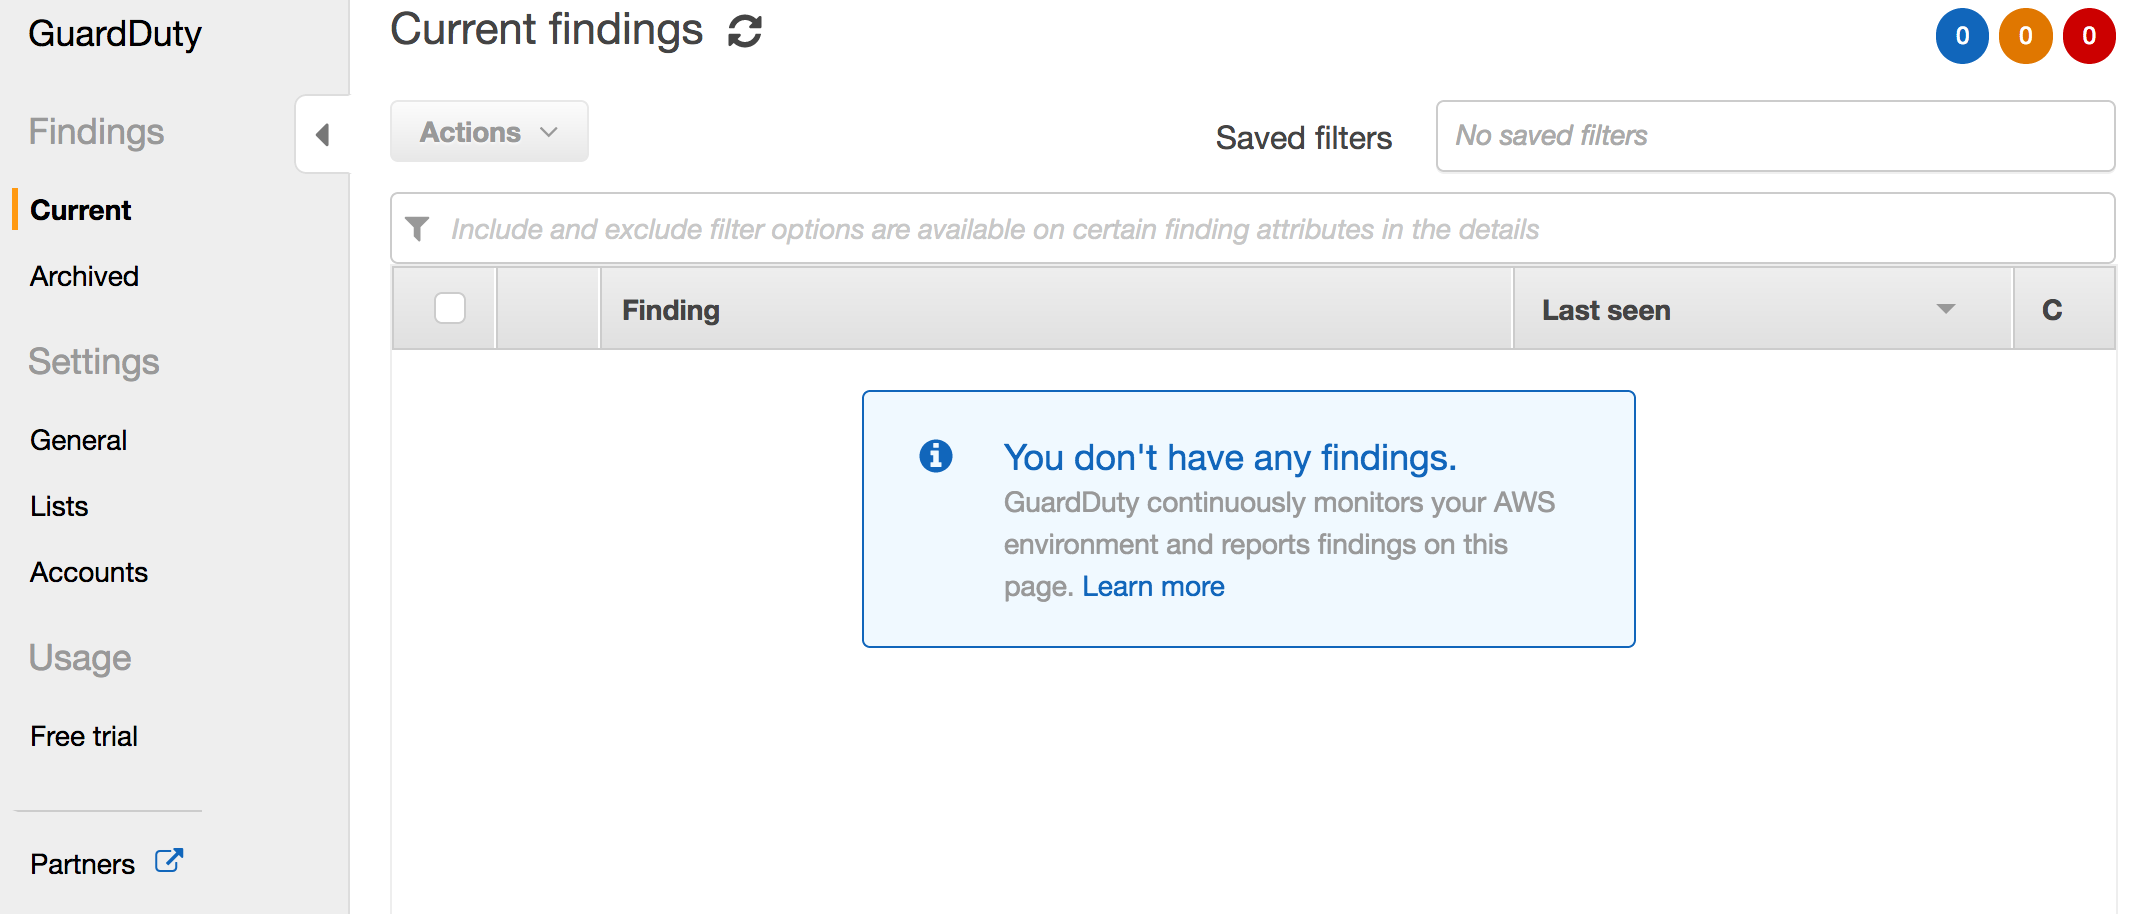 GuardDuty
Findings
Current
Archived
Settings
General
Lists
Accounts
Usage
Free trial
Partners
Current findings
0 0 0
Actions
Saved filters
No saved filters
Include and exclude filter options are available on certain finding attributes in the details
Finding Last seen C
You don't have any findings.
GuardDuty continuously monitors your AWS
environment and reports findings on this
page. Learn more